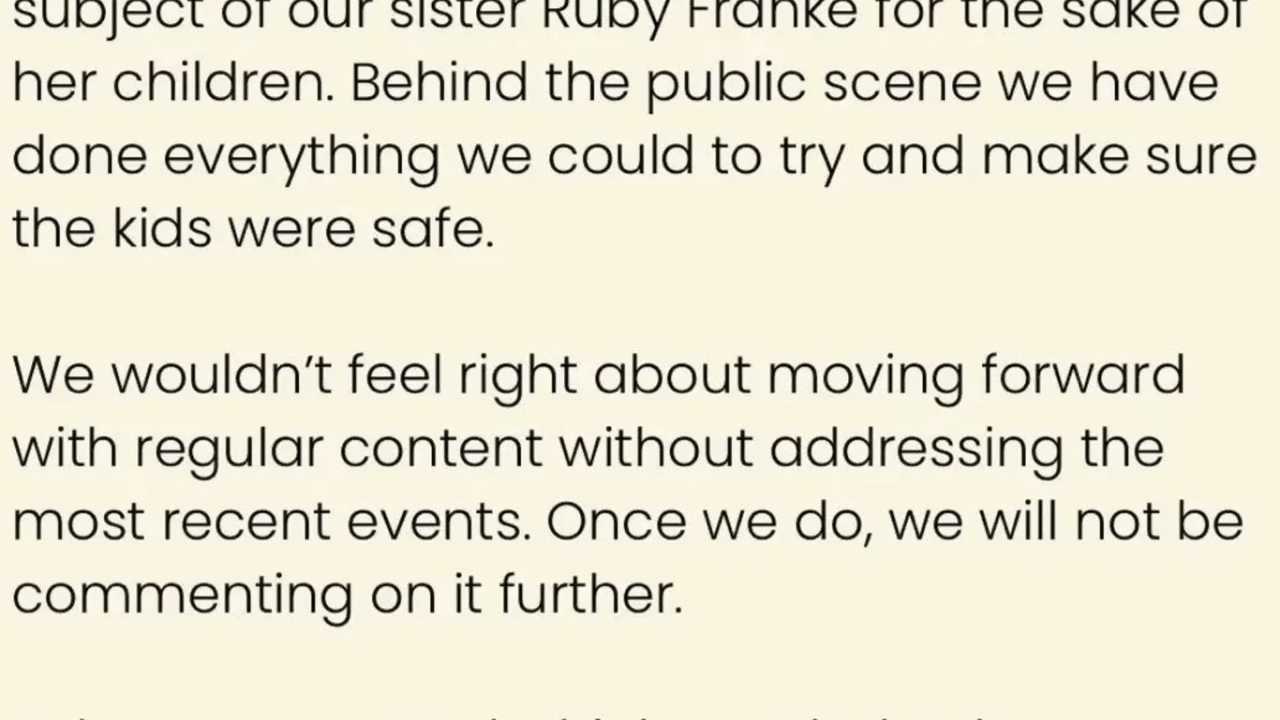 subject of our sister Ruby Franke for the sake of
her children. Behind the public scene we have
done everything we could to try and make sure
the kids were safe.
We wouldn’t feel right about moving forward
with regular content without addressing the
most recent events. Once we do, we will not be
commenting on it further.